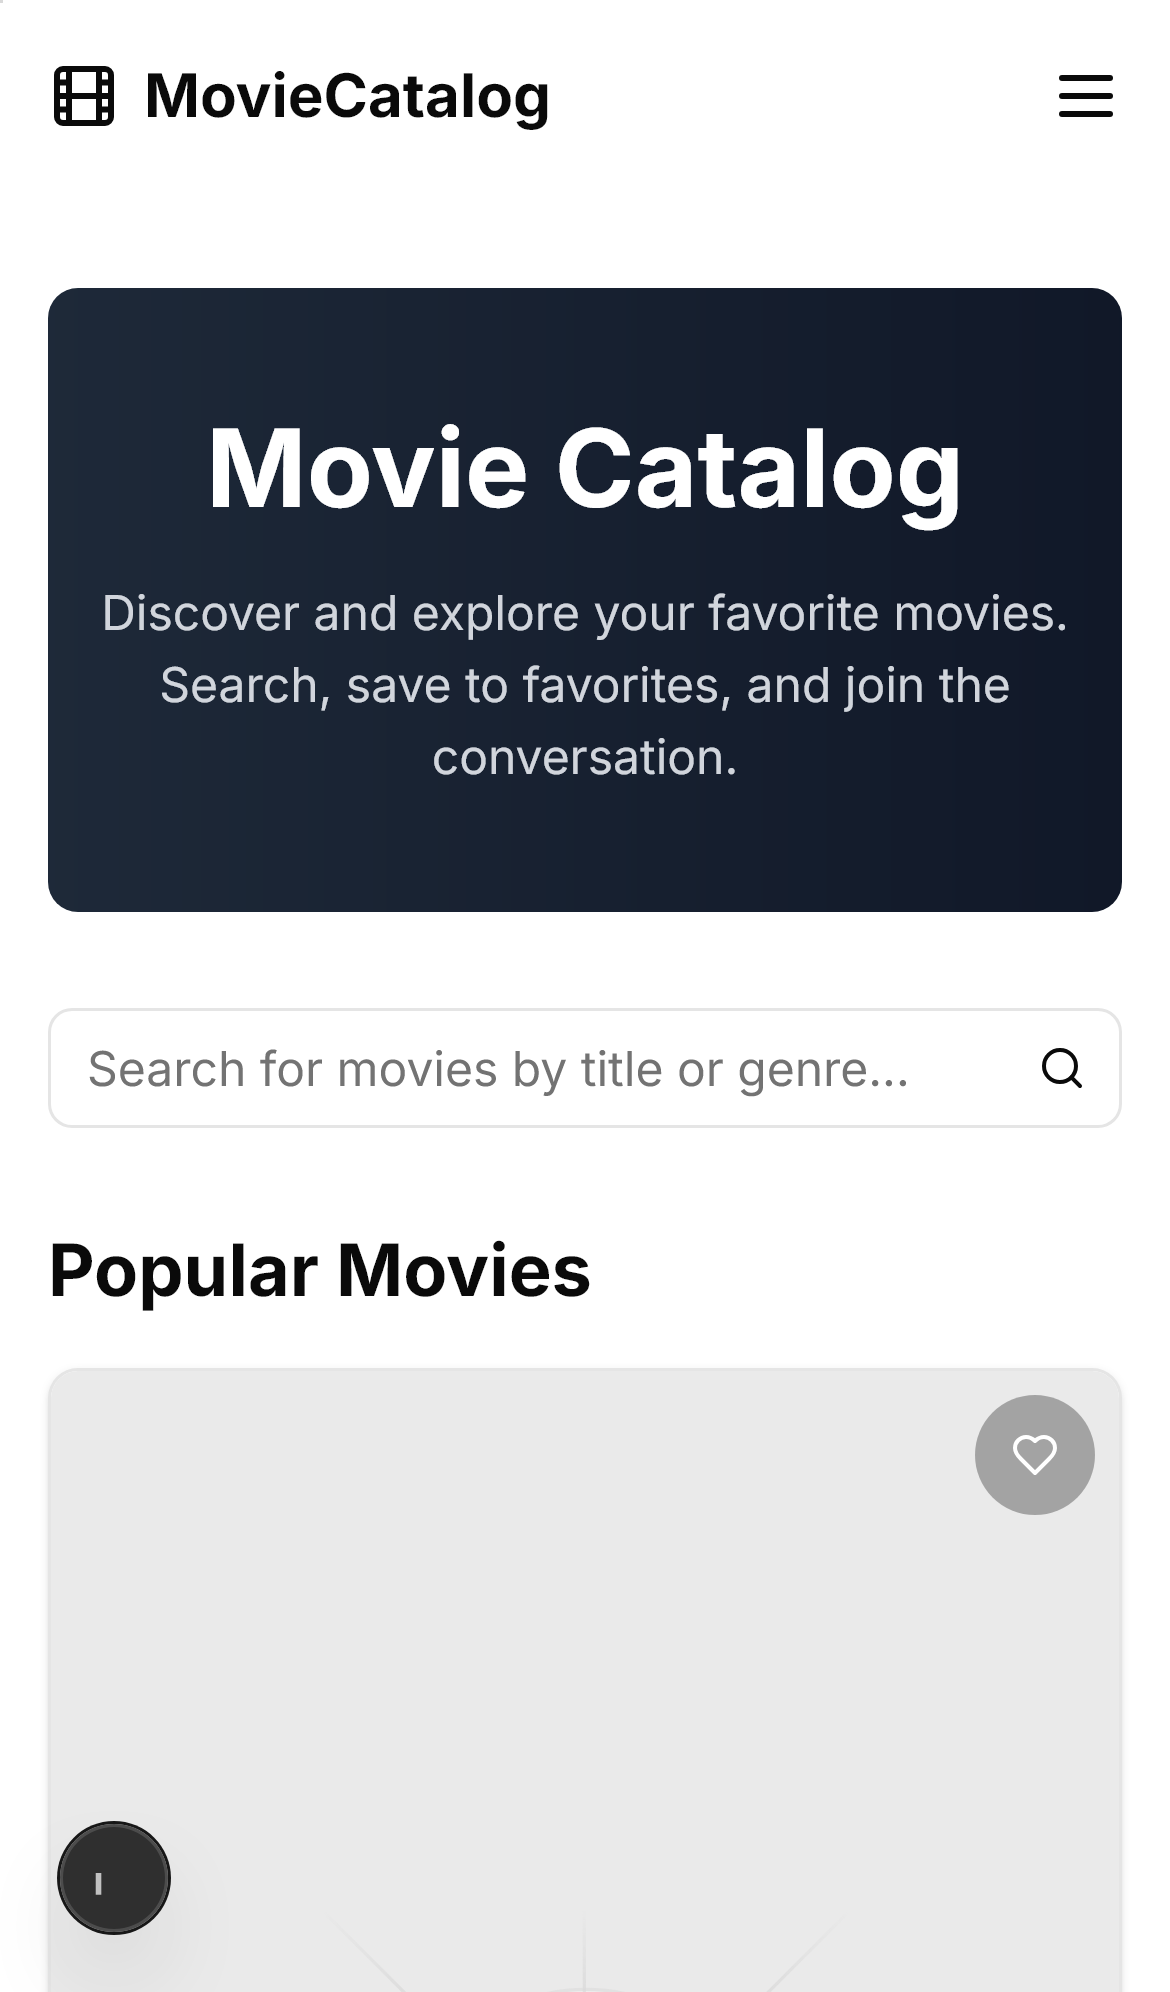 MovieCatalog
Movie Catalog
Discover and explore your favorite movies.
Search, save to favorites, and join the
conversation.
Search for movies by title or genre...
Popular Movies